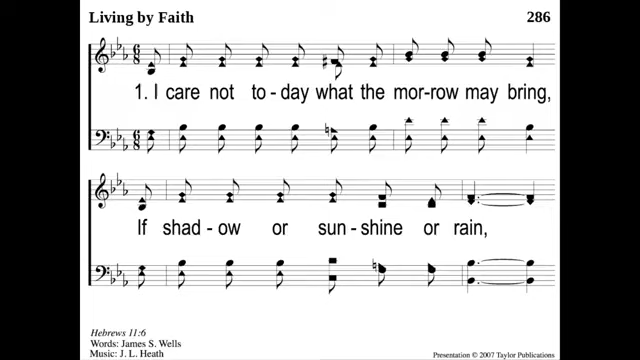 Living by Faith 286
1. I care not to-day what the mor-row may bring,
If shad-ow or sun-shine or rain,
Hebrews 11:6
Words: James S. Wells
Music: J. L. Heath
Presentation © 2007 Taylor Publications